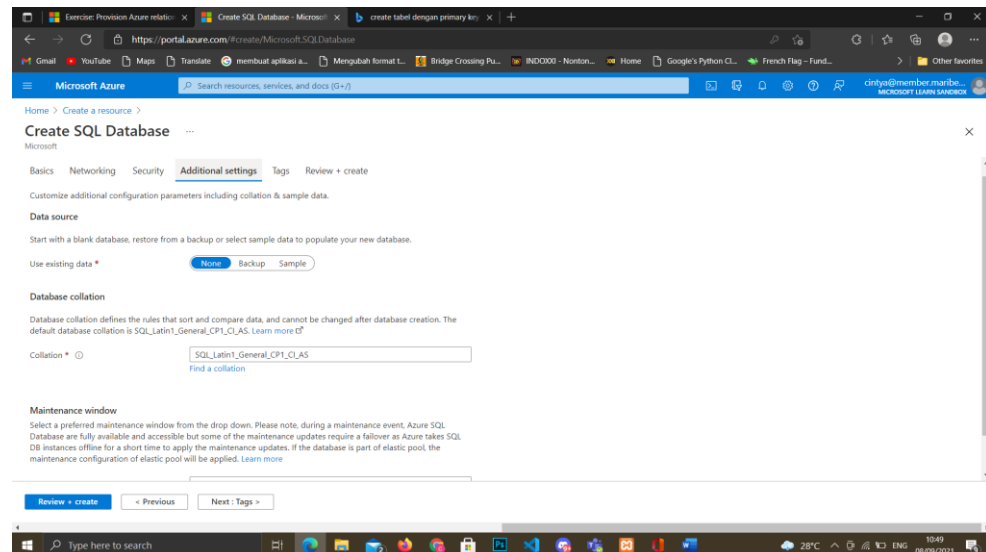 Exercise: Provision Azure relation
Create SQL Database - Microsoft
create tabel dengan primary key
https://portal.azure.com/#create/Microsoft.SQLDatabase
Gmail YouTube Maps Translate membuat aplikasi a... Mengubah format t... Bridge Crossing Pu... INDOXXI - Nonton... Home Google's Python Cl... French Flag – Fund... Other favorites
Microsoft Azure
Search resources, services, and docs (G+/)
cintya@member.maribe...
MICROSOFT LEARN SANDBOX
Home > Create a resource >
Create SQL Database ...
Microsoft
Basics Networking Security Additional settings Tags Review + create
Customize additional configuration parameters including collation & sample data.
Data source
Start with a blank database, restore from a backup or select sample data to populate your new database.
Use existing data * None Backup Sample
Database collation
Database collation defines the rules that sort and compare data, and cannot be changed after database creation. The
default database collation is SQL_Latin1_General_CP1_CI_AS. Learn more
Collation * SQL_Latin1_General_CP1_CI_AS
Find a collation
Maintenance window
Select a preferred maintenance window from the drop down. Please note, during a maintenance event, Azure SQL
Database are fully available and accessible but some of the maintenance updates require a failover as Azure takes SQL
DB instances offline for a short time to apply the maintenance updates. If the database is part of elastic pool, the
maintenance configuration of elastic pool will be applied. Learn more
Review + create < Previous Next : Tags >
Type here to search
28°C ENG 10:49
08/09/2021